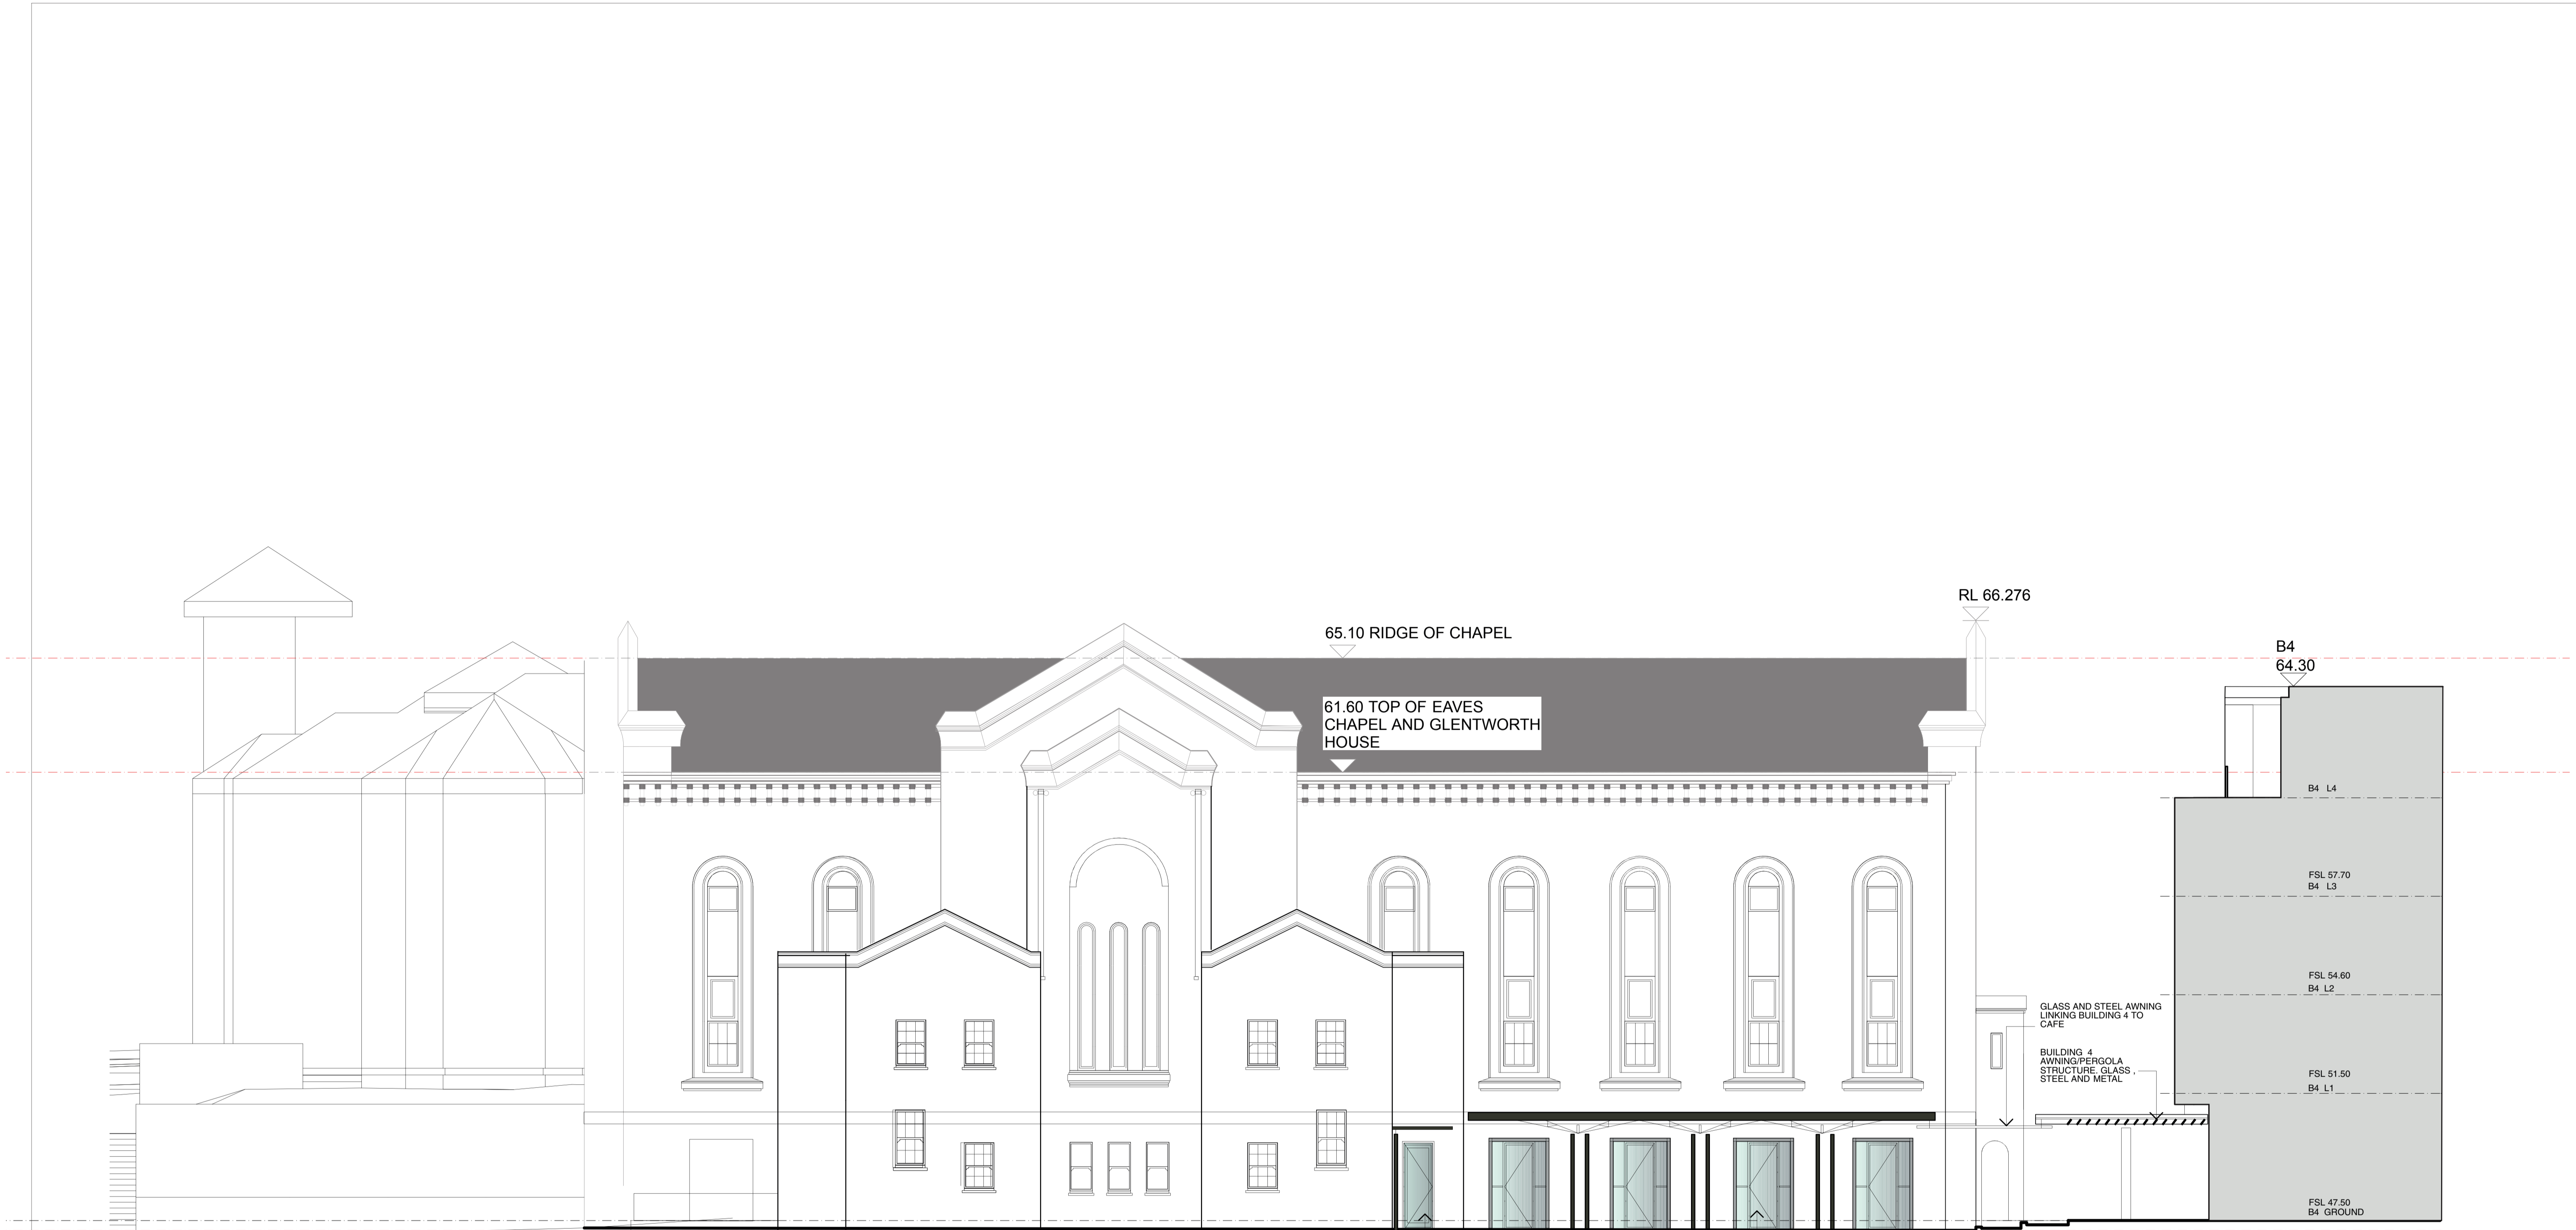 RL 66.276
65.10 RIDGE OF CHAPEL
B4
64.30
61.60 TOP OF EAVES
CHAPEL AND GLENTWORTH
HOUSE
B4 L4
FSL 57.70
B4 L3
FSL 54.60
B4 L2
GLASS AND STEEL AWNING
LINKING BUILDING 4 TO
CAFE
BUILDING 4
AWNING/PERGOLA
STRUCTURE. GLASS ,
STEEL AND METAL
FSL 51.50
B4 L1
FSL 47.50
B4 GROUND